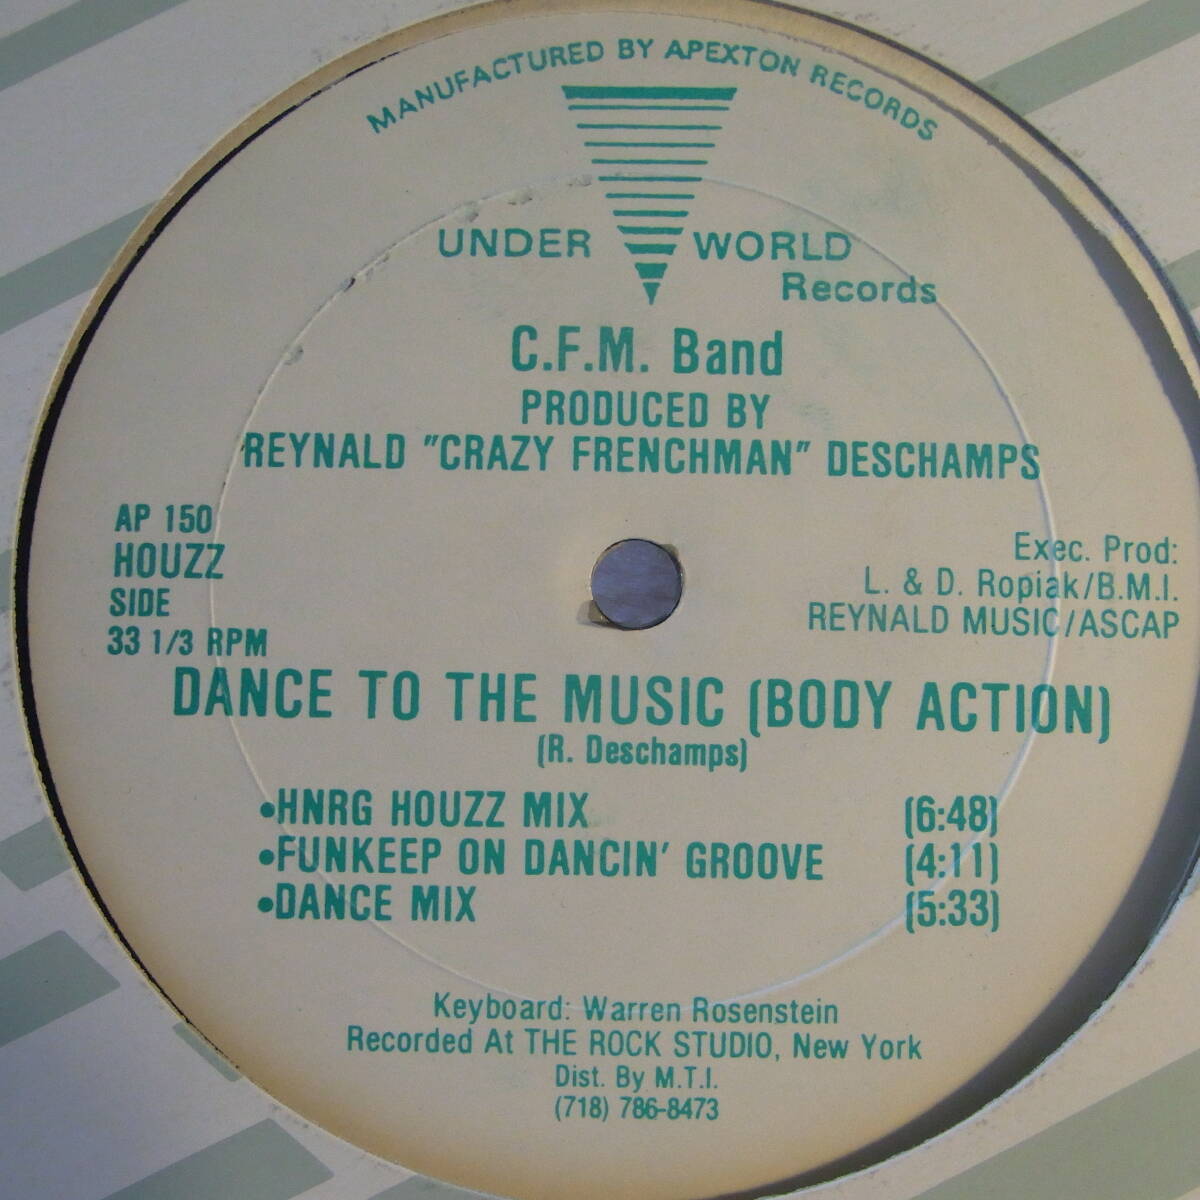 MANUFACTURED BY APEXTON RECORDS
UNDER WORLD
Records
C.F.M. Band
PRODUCED BY
REYNALD "CRAZY FRENCHMAN" DESCHAMPS
AP 150
HOUZZ
SIDE
33 1/3 RPM
Exec. Prod:
L. & D. Ropiak/B.M.I.
REYNALD MUSIC/ASCAP
DANCE TO THE MUSIC (BODY ACTION)
(R. Deschamps)
•HNRG HOUZZ MIX (6:48)
•FUNKEEP ON DANCIN' GROOVE (4:11)
•DANCE MIX (5:33)
Keyboard: Warren Rosenstein
Recorded At THE ROCK STUDIO, New York
Dist. By M.T.I.
(718) 786-8473